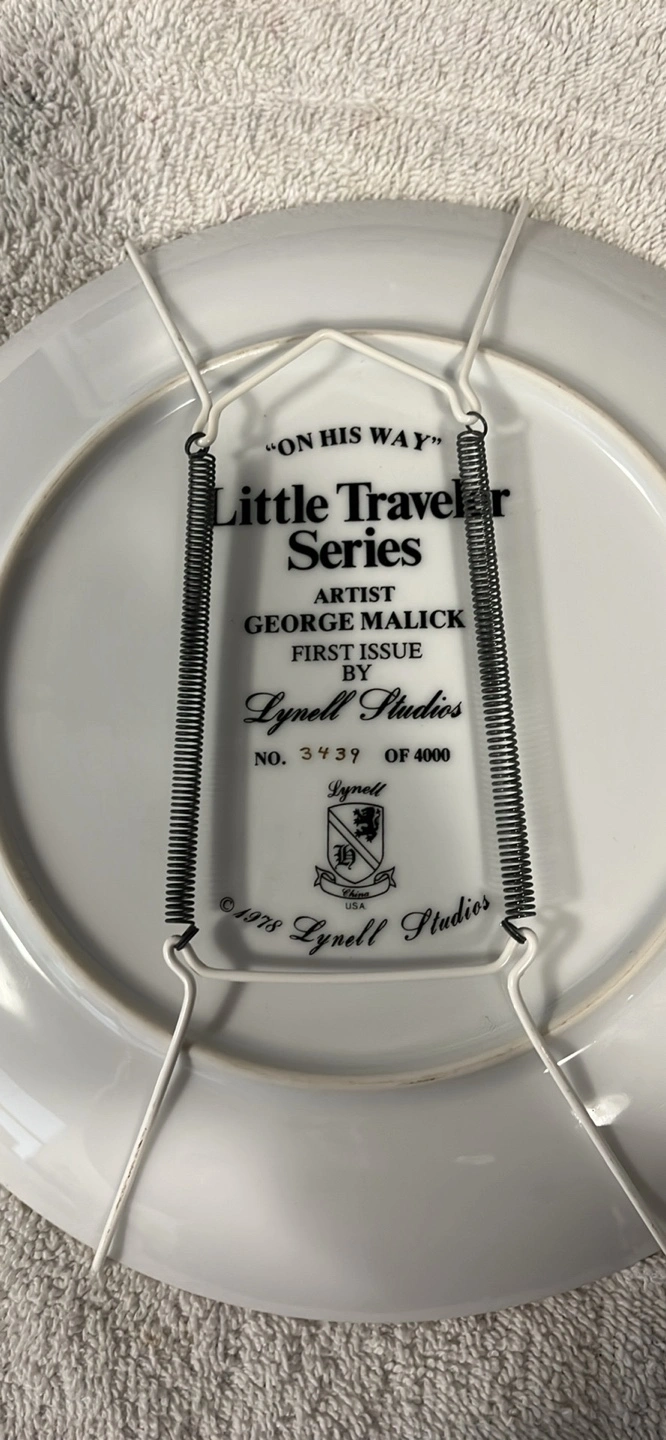 “ON HIS WAY”
Little Traveler
Series
ARTIST
GEORGE MALICK
FIRST ISSUE
BY
Lynell Studios
NO. 3439 OF 4000
Lynell
H
China
USA
© 1978 Lynell Studios